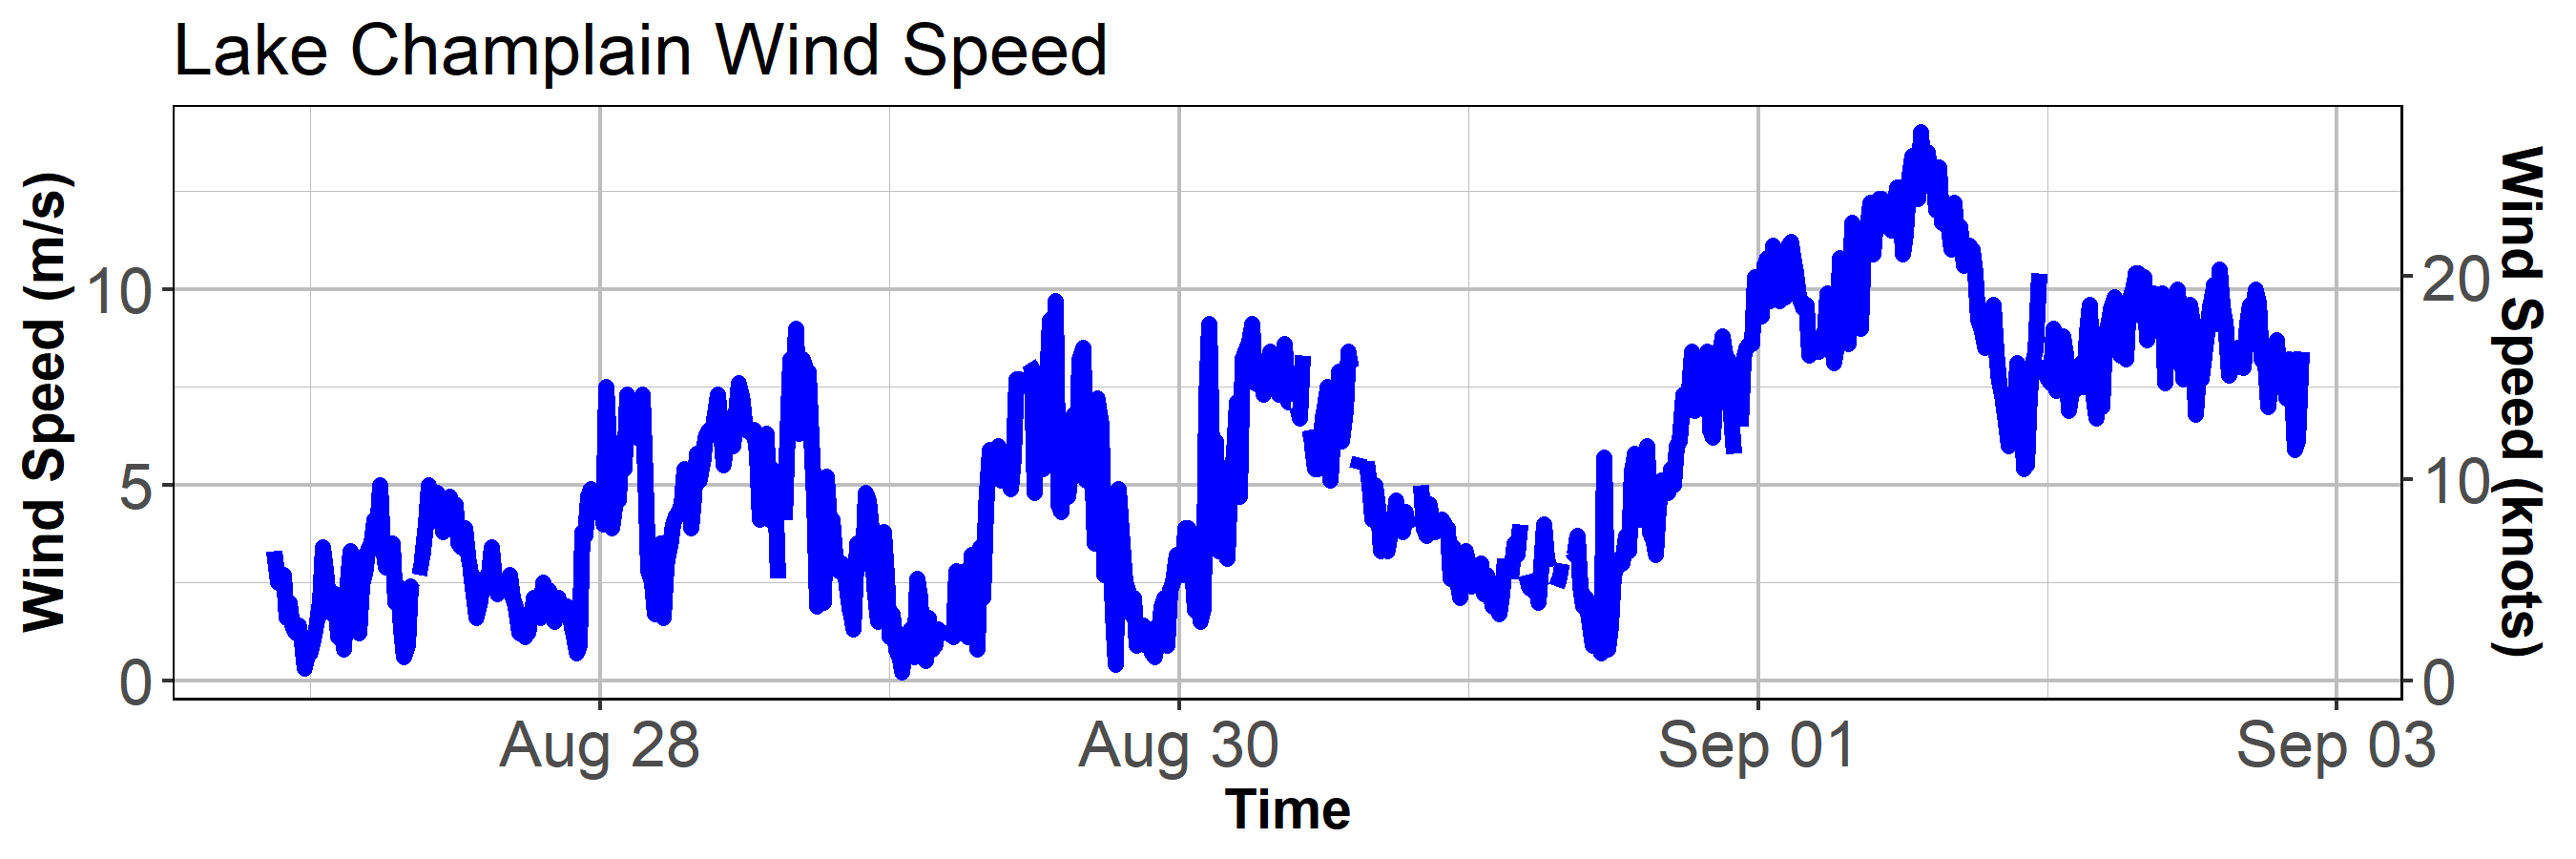 Lake Champlain Wind Speed
Wind Speed (m/s)
10
5
0
20
10
0
Wind Speed (knots)
Aug 28
Aug 30
Sep 01
Sep 03
Time